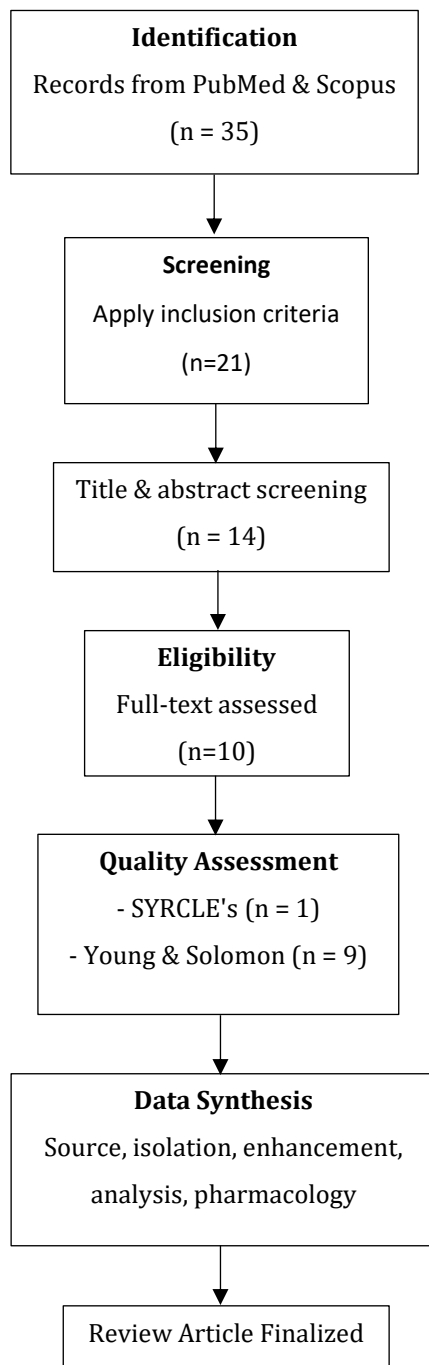 Identification
Records from PubMed & Scopus
(n = 35)
Screening
Apply inclusion criteria
(n=21)
Title & abstract screening
(n = 14)
Eligibility
Full-text assessed
(n=10)
Quality Assessment
- SYRCLE's (n = 1)
- Young & Solomon (n = 9)
Data Synthesis
Source, isolation, enhancement,
analysis, pharmacology
Review Article Finalized